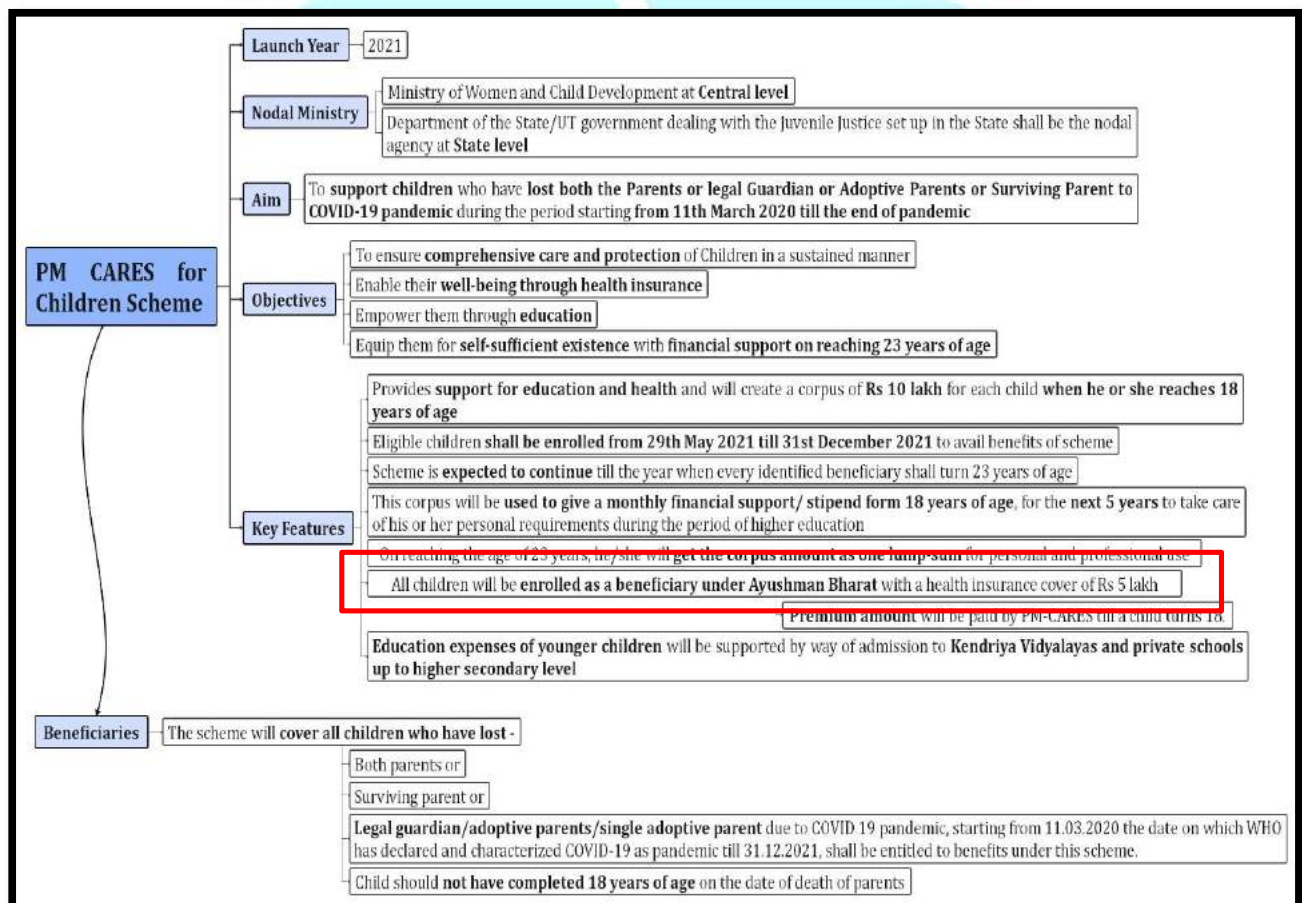 Launch Year
2021
Nodal Ministry
Ministry of Women and Child Development at Central level
Department of the State/UT government dealing with the Juvenile Justice set up in the State shall be the nodal
agency at State level
Aim
To support children who have lost both the Parents or legal Guardian or Adoptive Parents or Surviving Parent to
COVID-19 pandemic during the period starting from 11th March 2020 till the end of pandemic
PM CARES for
Children Scheme
Objectives
To ensure comprehensive care and protection of Children in a sustained manner
Enable their well-being through health insurance
Empower them through education
Equip them for self-sufficient existence with financial support on reaching 23 years of age
Key Features
Provides support for education and health and will create a corpus of Rs 10 lakh for each child when he or she reaches 18
years of age
Eligible children shall be enrolled from 29th May 2021 till 31st December 2021 to avail benefits of scheme
Scheme is expected to continue till the year when every identified beneficiary shall turn 23 years of age
This corpus will be used to give a monthly financial support/ stipend form 18 years of age, for the next 5 years to take care
of his or her personal requirements during the period of higher education
On reaching the age of 23 years, he/she will get the corpus amount as one lump-sum for personal and professional use
All children will be enrolled as a beneficiary under Ayushman Bharat with a health insurance cover of Rs 5 lakh
Premium amount will be paid by PM-CARES till a child turns 18
Education expenses of younger children will be supported by way of admission to Kendriya Vidyalayas and private schools
up to higher secondary level
Beneficiaries
The scheme will cover all children who have lost -
Both parents or
Surviving parent or
Legal guardian/adoptive parents/single adoptive parent due to COVID 19 pandemic, starting from 11.03.2020 the date on which WHO
has declared and characterized COVID-19 as pandemic till 31.12.2021, shall be entitled to benefits under this scheme.
Child should not have completed 18 years of age on the date of death of parents